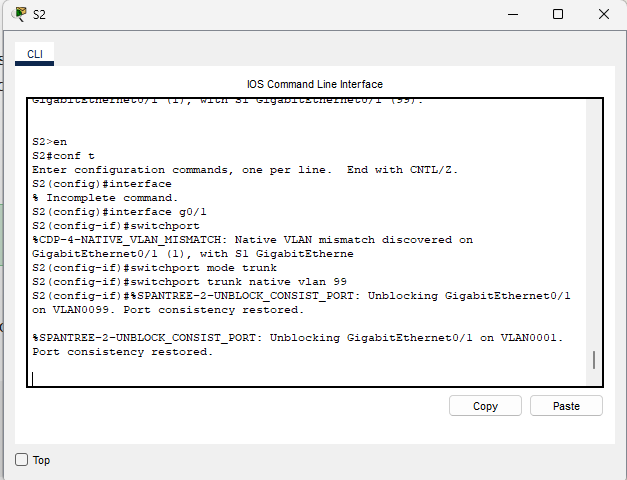 S2
CLI
IOS Command Line Interface
GigabitEthernet0/1 (1), with S1 GigabitEthernet0/1 (99).
S2>en
S2#conf t
Enter configuration commands, one per line.  End with CNTL/Z.
S2(config)#interface
% Incomplete command.
S2(config)#interface g0/1
S2(config-if)#switchport
%CDP-4-NATIVE_VLAN_MISMATCH: Native VLAN mismatch discovered on
GigabitEthernet0/1 (1), with S1 GigabitEtherne
S2(config-if)#switchport mode trunk
S2(config-if)#switchport trunk native vlan 99
S2(config-if)#%SPANTREE-2-UNBLOCK_CONSIST_PORT: Unblocking GigabitEthernet0/1
on VLAN0099. Port consistency restored.
%SPANTREE-2-UNBLOCK_CONSIST_PORT: Unblocking GigabitEthernet0/1 on VLAN0001.
Port consistency restored.
Copy
Paste
Top